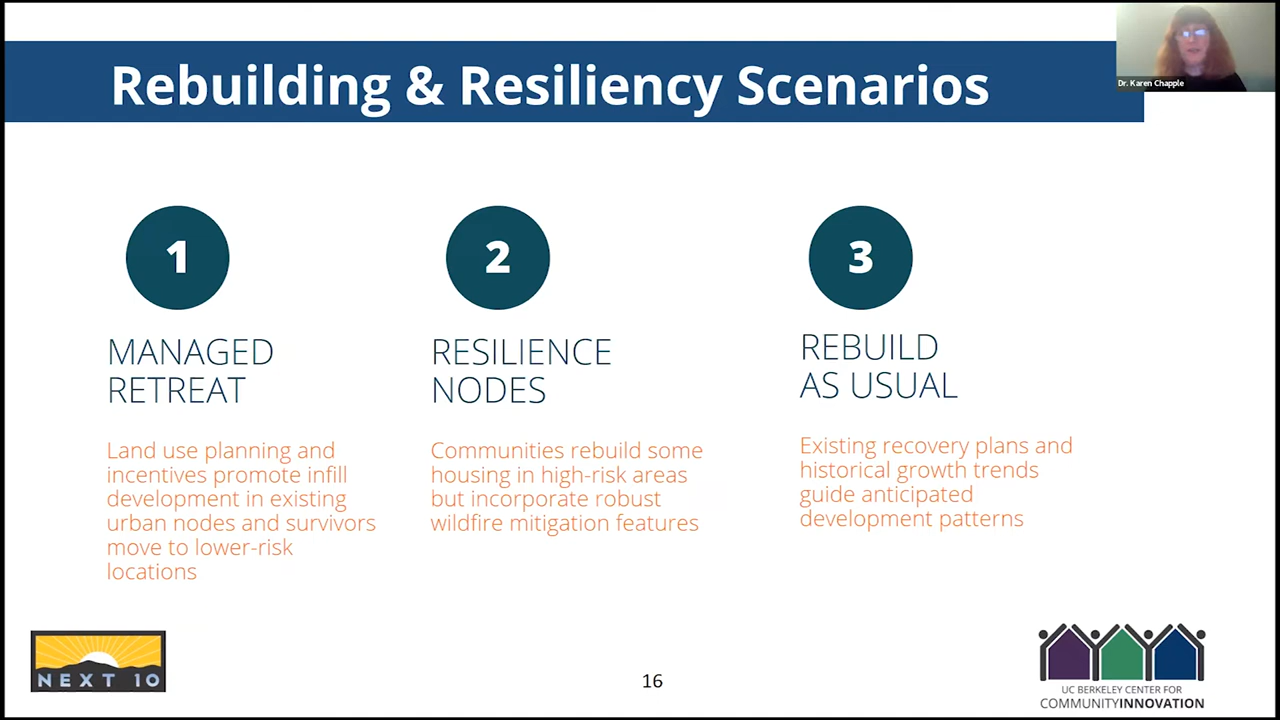 Rebuilding & Resiliency Scenarios
Dr. Karen Chapple
1
MANAGED
RETREAT
Land use planning and
incentives promote infill
development in existing
urban nodes and survivors
move to lower-risk
locations
2
RESILIENCE
NODES
Communities rebuild some
housing in high-risk areas
but incorporate robust
wildfire mitigation features
3
REBUILD
AS USUAL
Existing recovery plans and
historical growth trends
guide anticipated
development patterns
NEXT 10
16
UC BERKELEY CENTER FOR
COMMUNITYINNOVATION